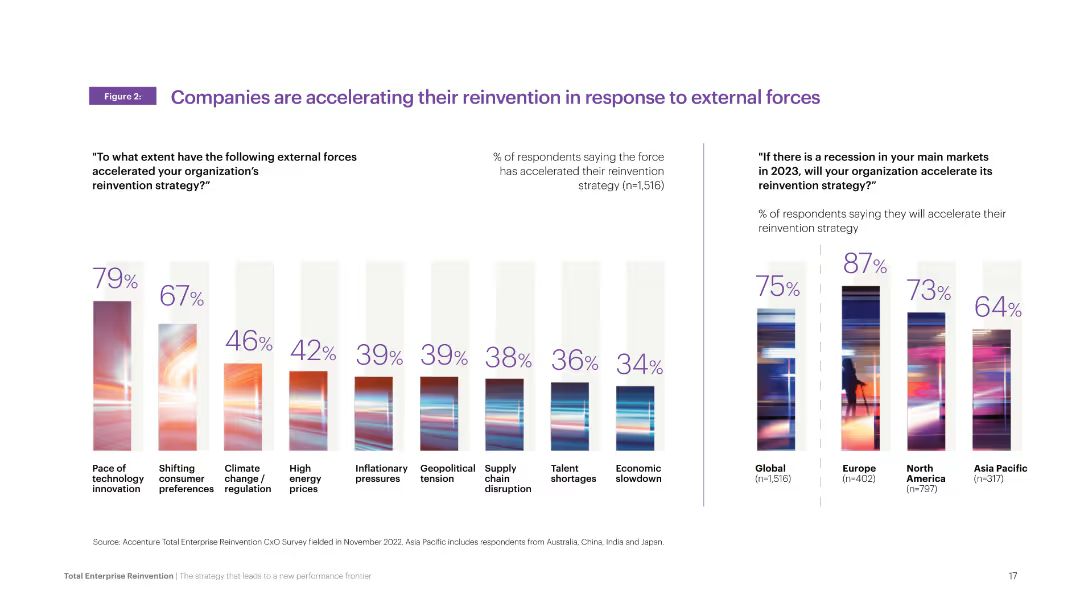 Figure 2:
Companies are accelerating their reinvention in response to external forces
"To what extent have the following external forces
accelerated your organization's
reinvention strategy?”
% of respondents saying the force
has accelerated their reinvention
strategy (n=1,516)
79%
67%
46%
42%
39%
39%
38%
36%
34%
Pace of
technology
innovation
Shifting
consumer
preferences
Climate
change /
regulation
High
energy
prices
Inflationary
pressures
Geopolitical
tension
Supply
chain
disruption
Talent
shortages
Economic
slowdown
"If there is a recession in your main markets
in 2023, will your organization accelerate its
reinvention strategy?”
% of respondents saying they will accelerate their
reinvention strategy
75%
87%
73%
64%
Global
(n=1,516)
Europe
(n=402)
North
America
(n=797)
Asia Pacific
(n=317)
Source: Accenture Total Enterprise Reinvention CxO Survey fielded in November 2022, Asia Pacific includes respondents from Australia, China, India and Japan.
Total Enterprise Reinvention | The strategy that leads to a new performance frontier
17